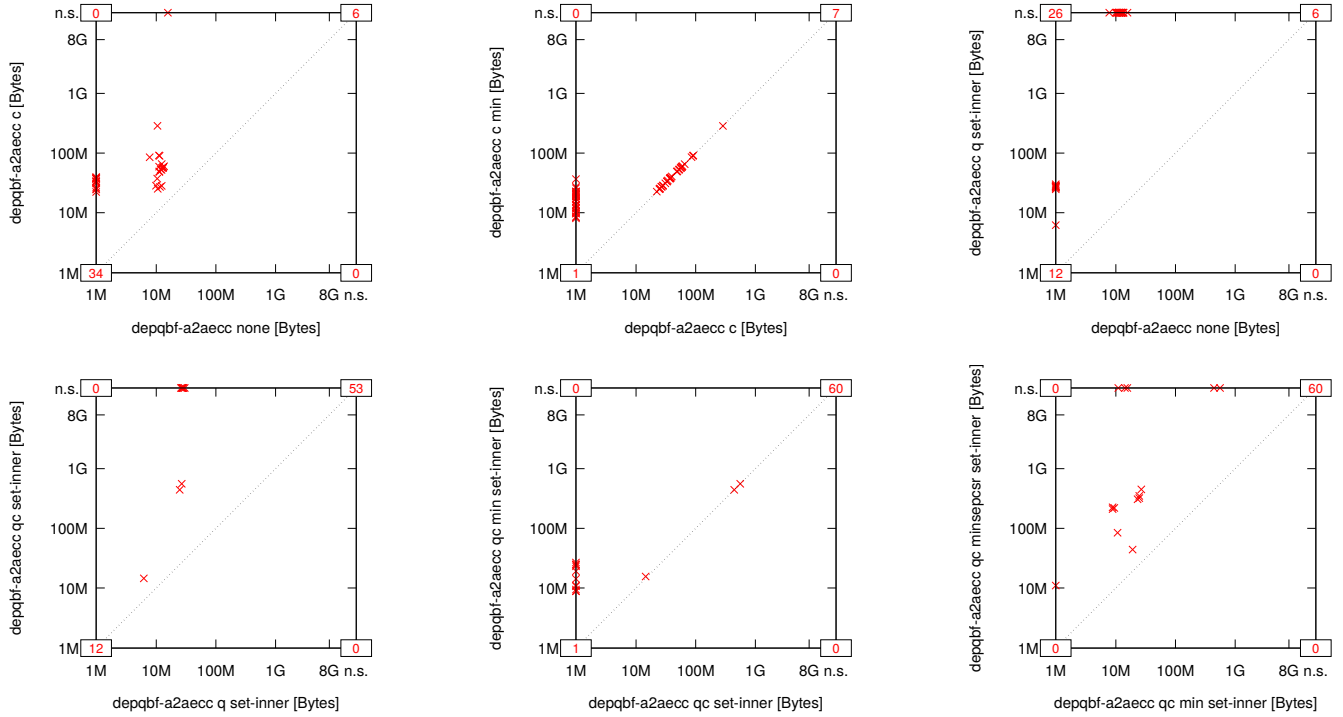 n.s. 0 6
8G
1G
100M
10M
1M 34 0
1M 10M 100M 1G 8G n.s.
depqbf-a2aecc c [Bytes]
depqbf-a2aecc none [Bytes]
n.s. 0 7
8G
1G
100M
10M
1M 1 0
1M 10M 100M 1G 8G n.s.
depqbf-a2aecc c min [Bytes]
depqbf-a2aecc c [Bytes]
n.s. 26 6
8G
1G
100M
10M
1M 12 0
1M 10M 100M 1G 8G n.s.
depqbf-a2aecc q set-inner [Bytes]
depqbf-a2aecc none [Bytes]
n.s. 0 53
8G
1G
100M
10M
1M 12 0
1M 10M 100M 1G 8G n.s.
depqbf-a2aecc qc set-inner [Bytes]
depqbf-a2aecc q set-inner [Bytes]
n.s. 0 60
8G
1G
100M
10M
1M 1 0
1M 10M 100M 1G 8G n.s.
depqbf-a2aecc qc min set-inner [Bytes]
depqbf-a2aecc qc set-inner [Bytes]
n.s. 0 60
8G
1G
100M
10M
1M 0 0
1M 10M 100M 1G 8G n.s.
depqbf-a2aecc qc minsepcsr set-inner [Bytes]
depqbf-a2aecc qc min set-inner [Bytes]